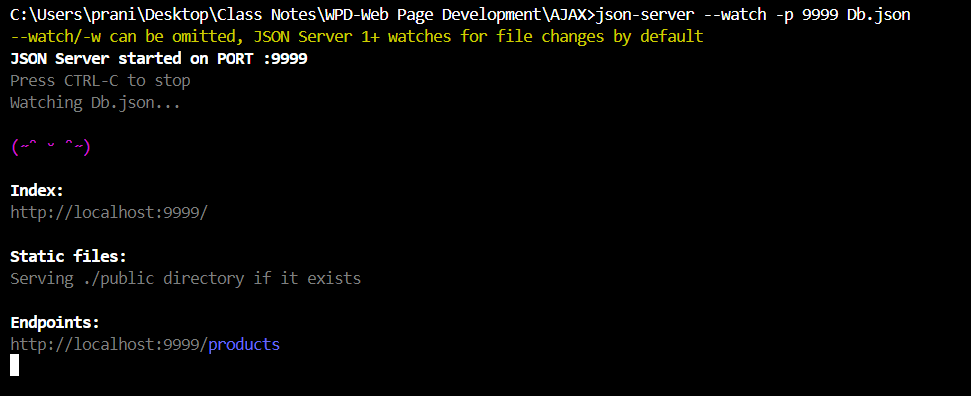 C:\Users\prani\Desktop\Class Notes\WPD-Web Page Development\AJAX>json-server --watch -p 9999 Db.json
--watch/-w can be omitted, JSON Server 1+ watches for file changes by default
JSON Server started on PORT :9999
Press CTRL-C to stop
Watching Db.json...
(˶ᵔ ᵕ ᵔ˶)
Index:
http://localhost:9999/
Static files:
Serving ./public directory if it exists
Endpoints:
http://localhost:9999/products